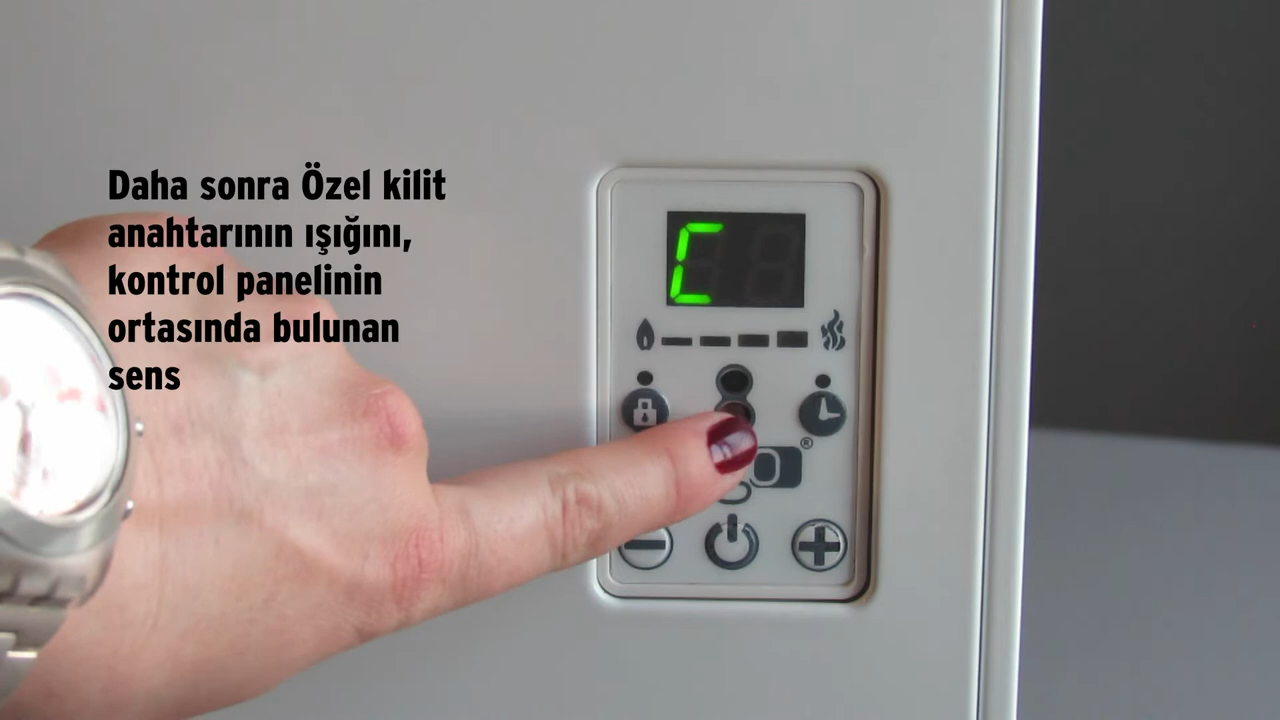 Daha sonra Özel kilit
anahtarının ışığını,
kontrol panelinin
ortasında bulunan
sens
C
®